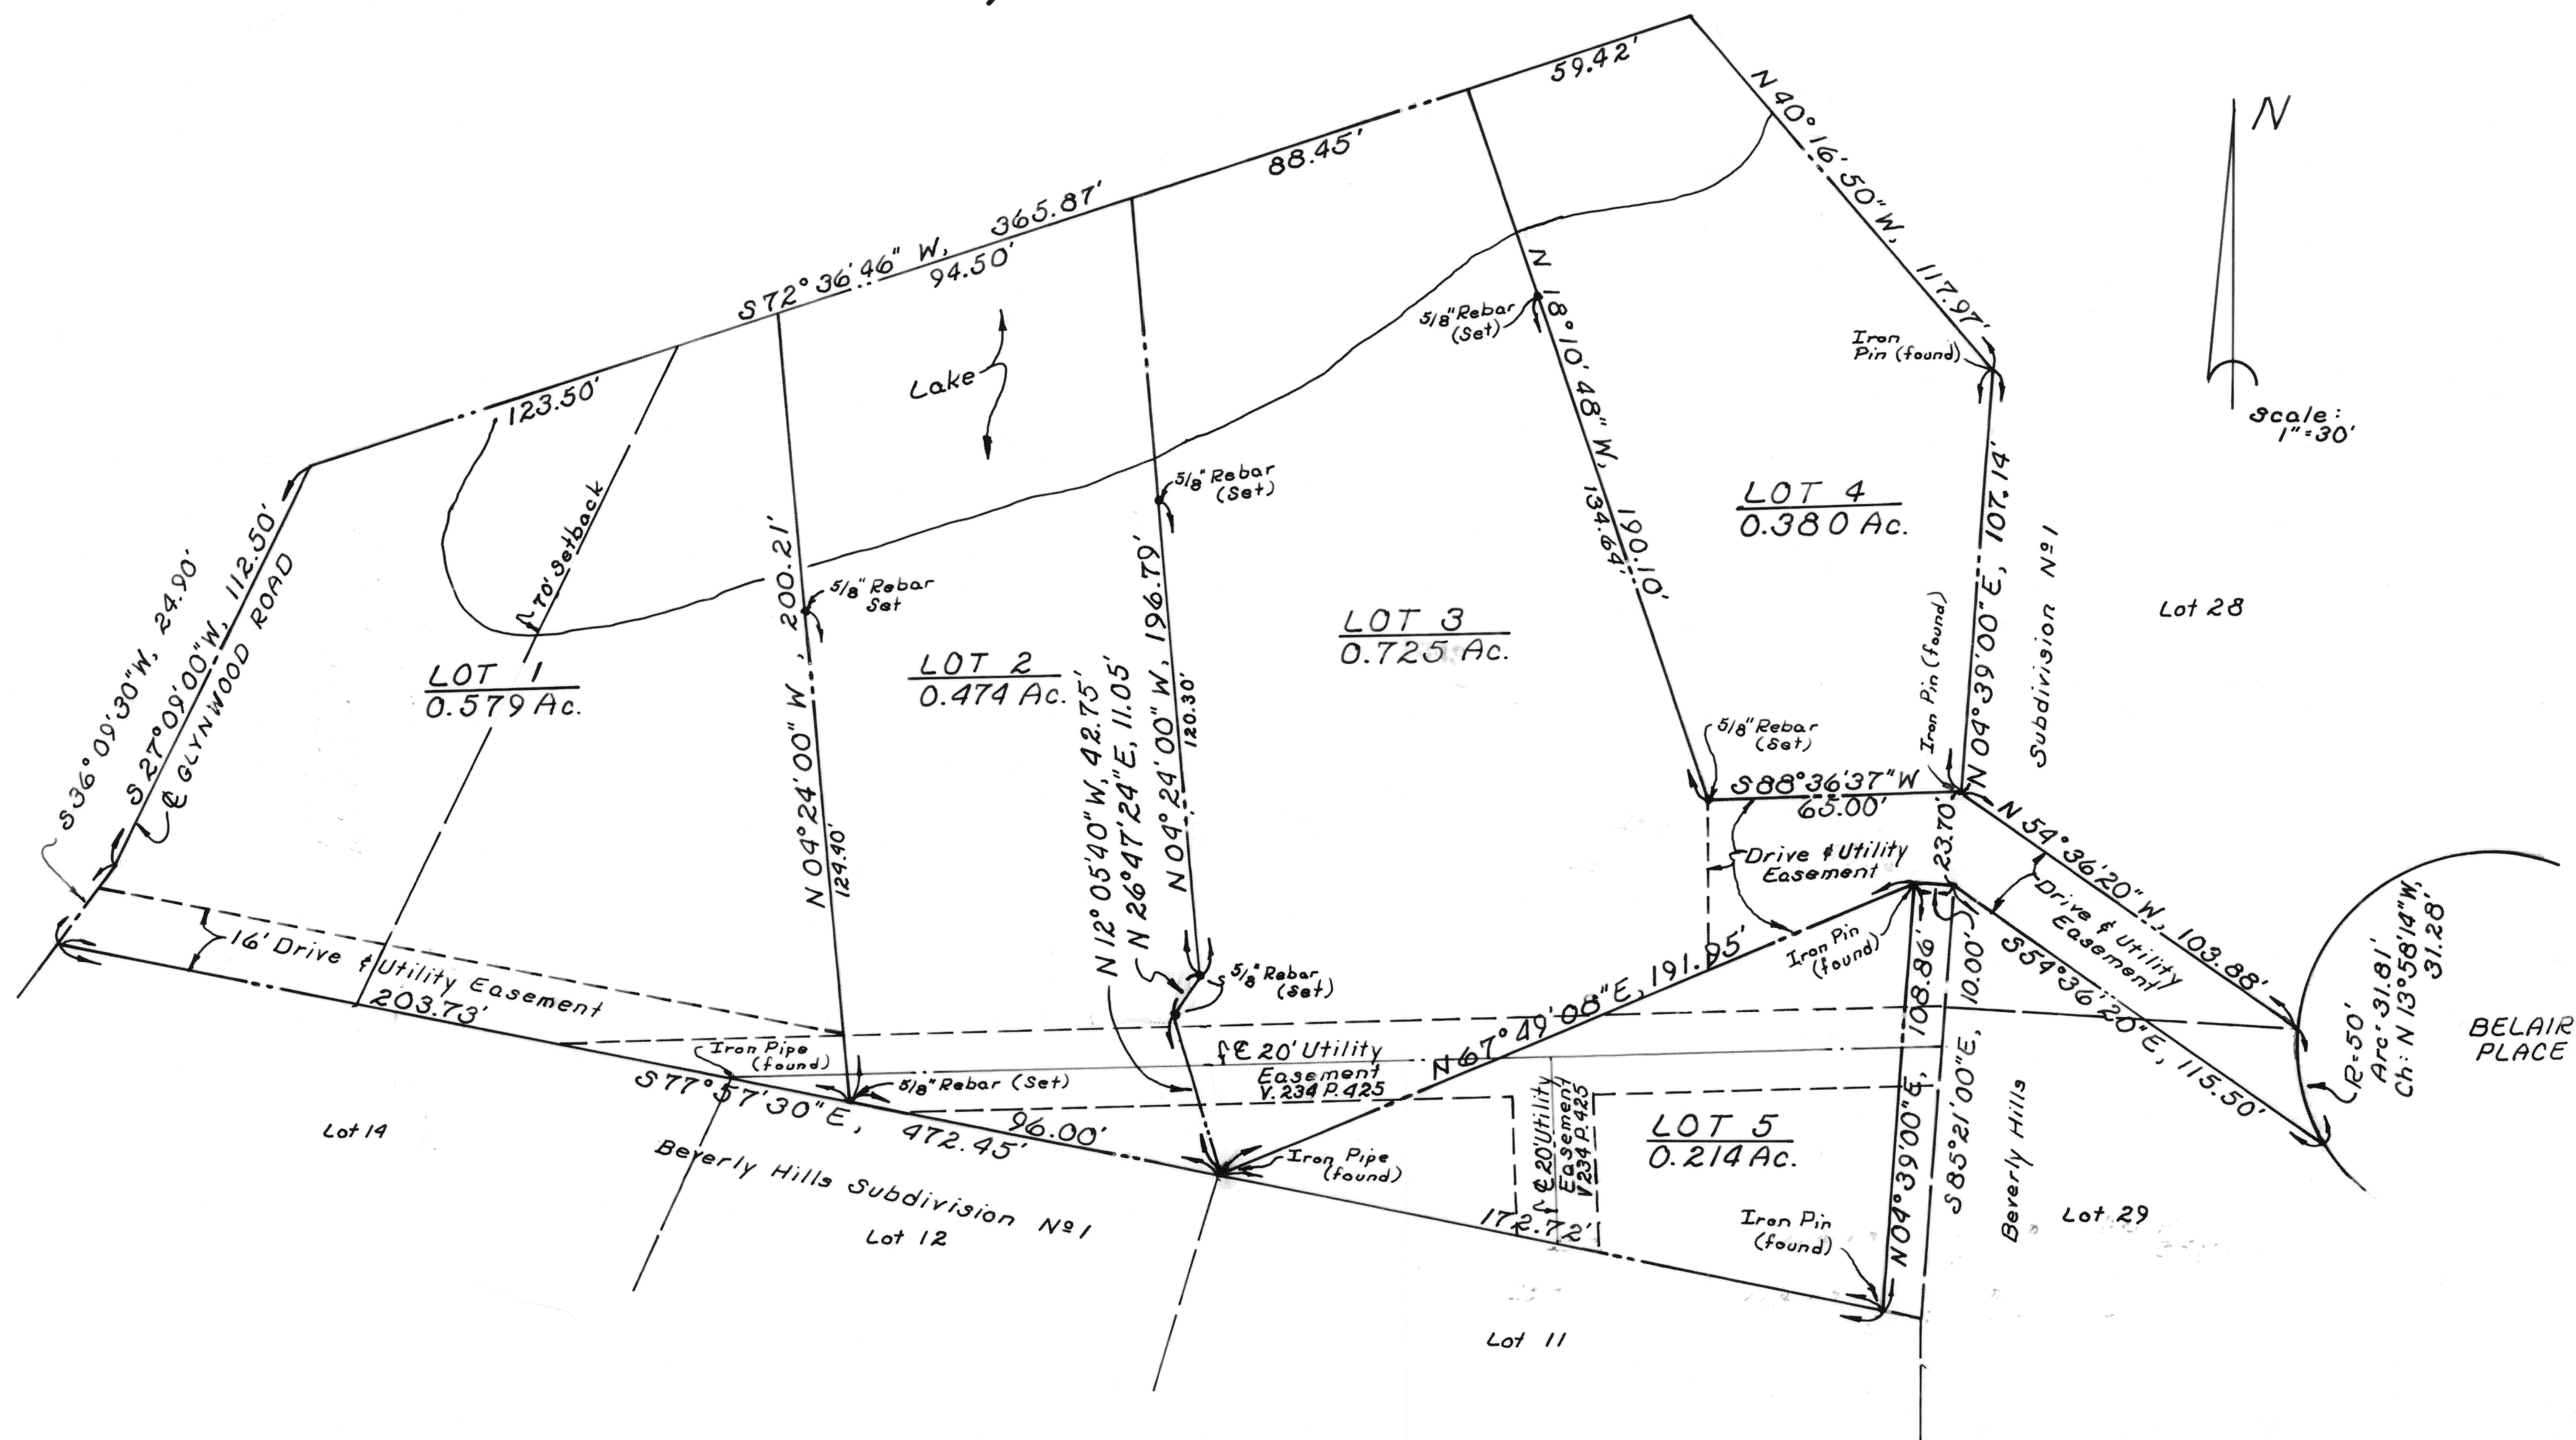 59.42'
88.45'
S 72° 36' 46" W, 365.87'
94.50'
123.50'
N 40° 16' 50" W, 117.97'
N
Scale:
1"=30'
Iron
Pin (found)
5/8" Rebar
(Set)
N 18° 10' 48" W, 190.10'
134.64'
Lake
70' Setback
5/8" Rebar
(Set)
5/8" Rebar
Set
LOT 1
0.579 Ac.
LOT 2
0.474 Ac.
LOT 3
0.725 Ac.
LOT 4
0.380 Ac.
N 04° 39' 00" E, 107.14'
Subdivision Nº 1
Lot 28
S 36° 09' 30" W, 24.90'
S 27° 09' 00" W, 112.50'
℄ GLYNWOOD ROAD
N 04° 24' 00" W, 200.21'
124.40'
N 12° 05' 40" W, 42.75'
N 26° 47' 24" E, 11.05'
N 04° 24' 00" W, 196.79'
120.30'
5/8" Rebar
(Set)
Iron Pin (found)
S 88° 36' 37" W
65.00'
23.70'
Drive & Utility
Easement
N 54° 36' 20" W, 103.88'
Drive & Utility
Easement
S 54° 36' 20" E, 115.50'
R=50'
Arc=31.81'
Ch: N 13° 58' 14" W,
31.28'
BELAIR
PLACE
16' Drive & Utility Easement
203.73'
Iron Pipe
(found)
5/8" Rebar (Set)
5/8" Rebar
(Set)
℄ 20' Utility
Easement
V. 234 P. 425
N 67° 49' 08" E, 191.95'
Iron Pin
(found)
N 04° 39' 00" E, 108.86'
S 85° 21' 00" E, 10.00'
S 77° 57' 30" E, 472.45'
96.00'
Beverly Hills Subdivision Nº 1
Lot 14
Lot 12
Iron Pipe
(found)
℄ 20' Utility
Easement
V 234 P. 425
172.72'
LOT 5
0.214 Ac.
Iron Pin
(found)
Beverly Hills
Lot 29
Lot 11